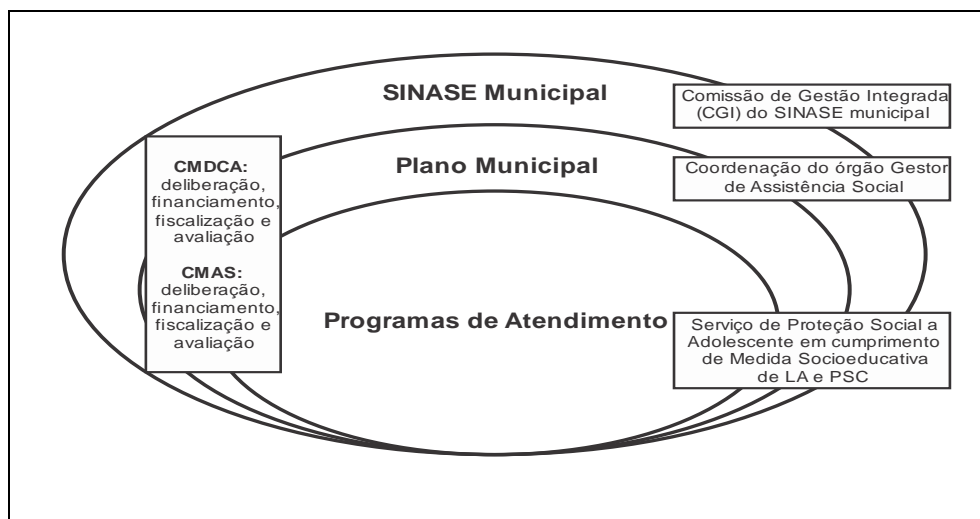 SINASE Municipal
Comissão de Gestão Integrada
(CGI) do SINASE municipal
Plano Municipal
Coordenação do órgão Gestor
de Assistência Social
CMDCA:
deliberação,
financiamento,
fiscalização e
avaliação
CMAS:
deliberação,
financiamento,
fiscalização e
avaliação
Programas de Atendimento
Serviço de Proteção Social a
Adolescente em cumprimento
de Medida Socioeducativa
de LA e PSC